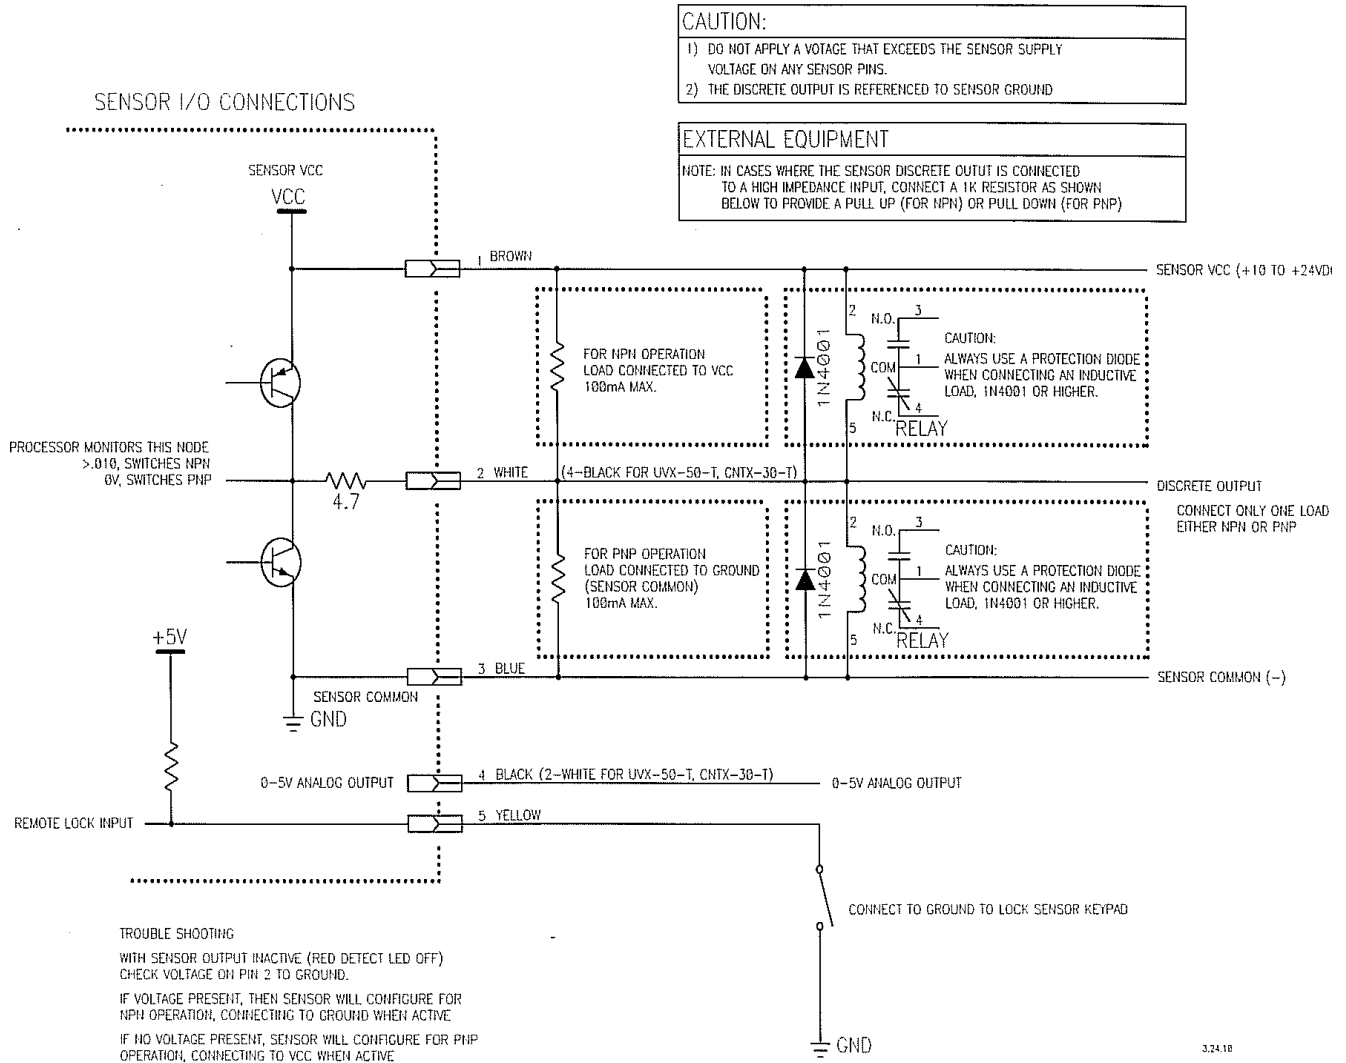 CAUTION:
1) DO NOT APPLY A VOTAGE THAT EXCEEDS THE SENSOR SUPPLY
VOLTAGE ON ANY SENSOR PINS.
2) THE DISCRETE OUTPUT IS REFERENCED TO SENSOR GROUND
EXTERNAL EQUIPMENT
NOTE: IN CASES WHERE THE SENSOR DISCRETE OUTUT IS CONNECTED
TO A HIGH IMPEDANCE INPUT, CONNECT A 1K RESISTOR AS SHOWN
BELOW TO PROVIDE A PULL UP (FOR NPN) OR PULL DOWN (FOR PNP)
SENSOR I/O CONNECTIONS
SENSOR VCC
VCC
1 BROWN
SENSOR VCC (+10 TO +24VD
FOR NPN OPERATION
LOAD CONNECTED TO VCC
100mA MAX.
1N4001
2
5
N.O. 3
COM 1
N.C. 4
RELAY
CAUTION:
ALWAYS USE A PROTECTION DIODE
WHEN CONNECTING AN INDUCTIVE
LOAD, 1N4001 OR HIGHER.
PROCESSOR MONITORS THIS NODE
>.010, SWITCHES NPN
0V, SWITCHES PNP
4.7
2 WHITE (4-BLACK FOR UVX-50-T, CNTX-30-T)
DISCRETE OUTPUT
CONNECT ONLY ONE LOAD
EITHER NPN OR PNP
FOR PNP OPERATION
LOAD CONNECTED TO GROUND
(SENSOR COMMON)
100mA MAX.
1N4001
2
5
N.O. 3
COM 1
N.C. 4
RELAY
CAUTION:
ALWAYS USE A PROTECTION DIODE
WHEN CONNECTING AN INDUCTIVE
LOAD, 1N4001 OR HIGHER.
+5V
3 BLUE
SENSOR COMMON (-)
SENSOR COMMON
GND
0-5V ANALOG OUTPUT
4 BLACK (2-WHITE FOR UVX-50-T, CNTX-30-T)
0-5V ANALOG OUTPUT
REMOTE LOCK INPUT
5 YELLOW
CONNECT TO GROUND TO LOCK SENSOR KEYPAD
GND
TROUBLE SHOOTING
WITH SENSOR OUTPUT INACTIVE (RED DETECT LED OFF)
CHECK VOLTAGE ON PIN 2 TO GROUND.
IF VOLTAGE PRESENT, THEN SENSOR WILL CONFIGURE FOR
NPN OPERATION, CONNECTING TO GROUND WHEN ACTIVE
IF NO VOLTAGE PRESENT, SENSOR WILL CONFIGURE FOR PNP
OPERATION, CONNECTING TO VCC WHEN ACTIVE